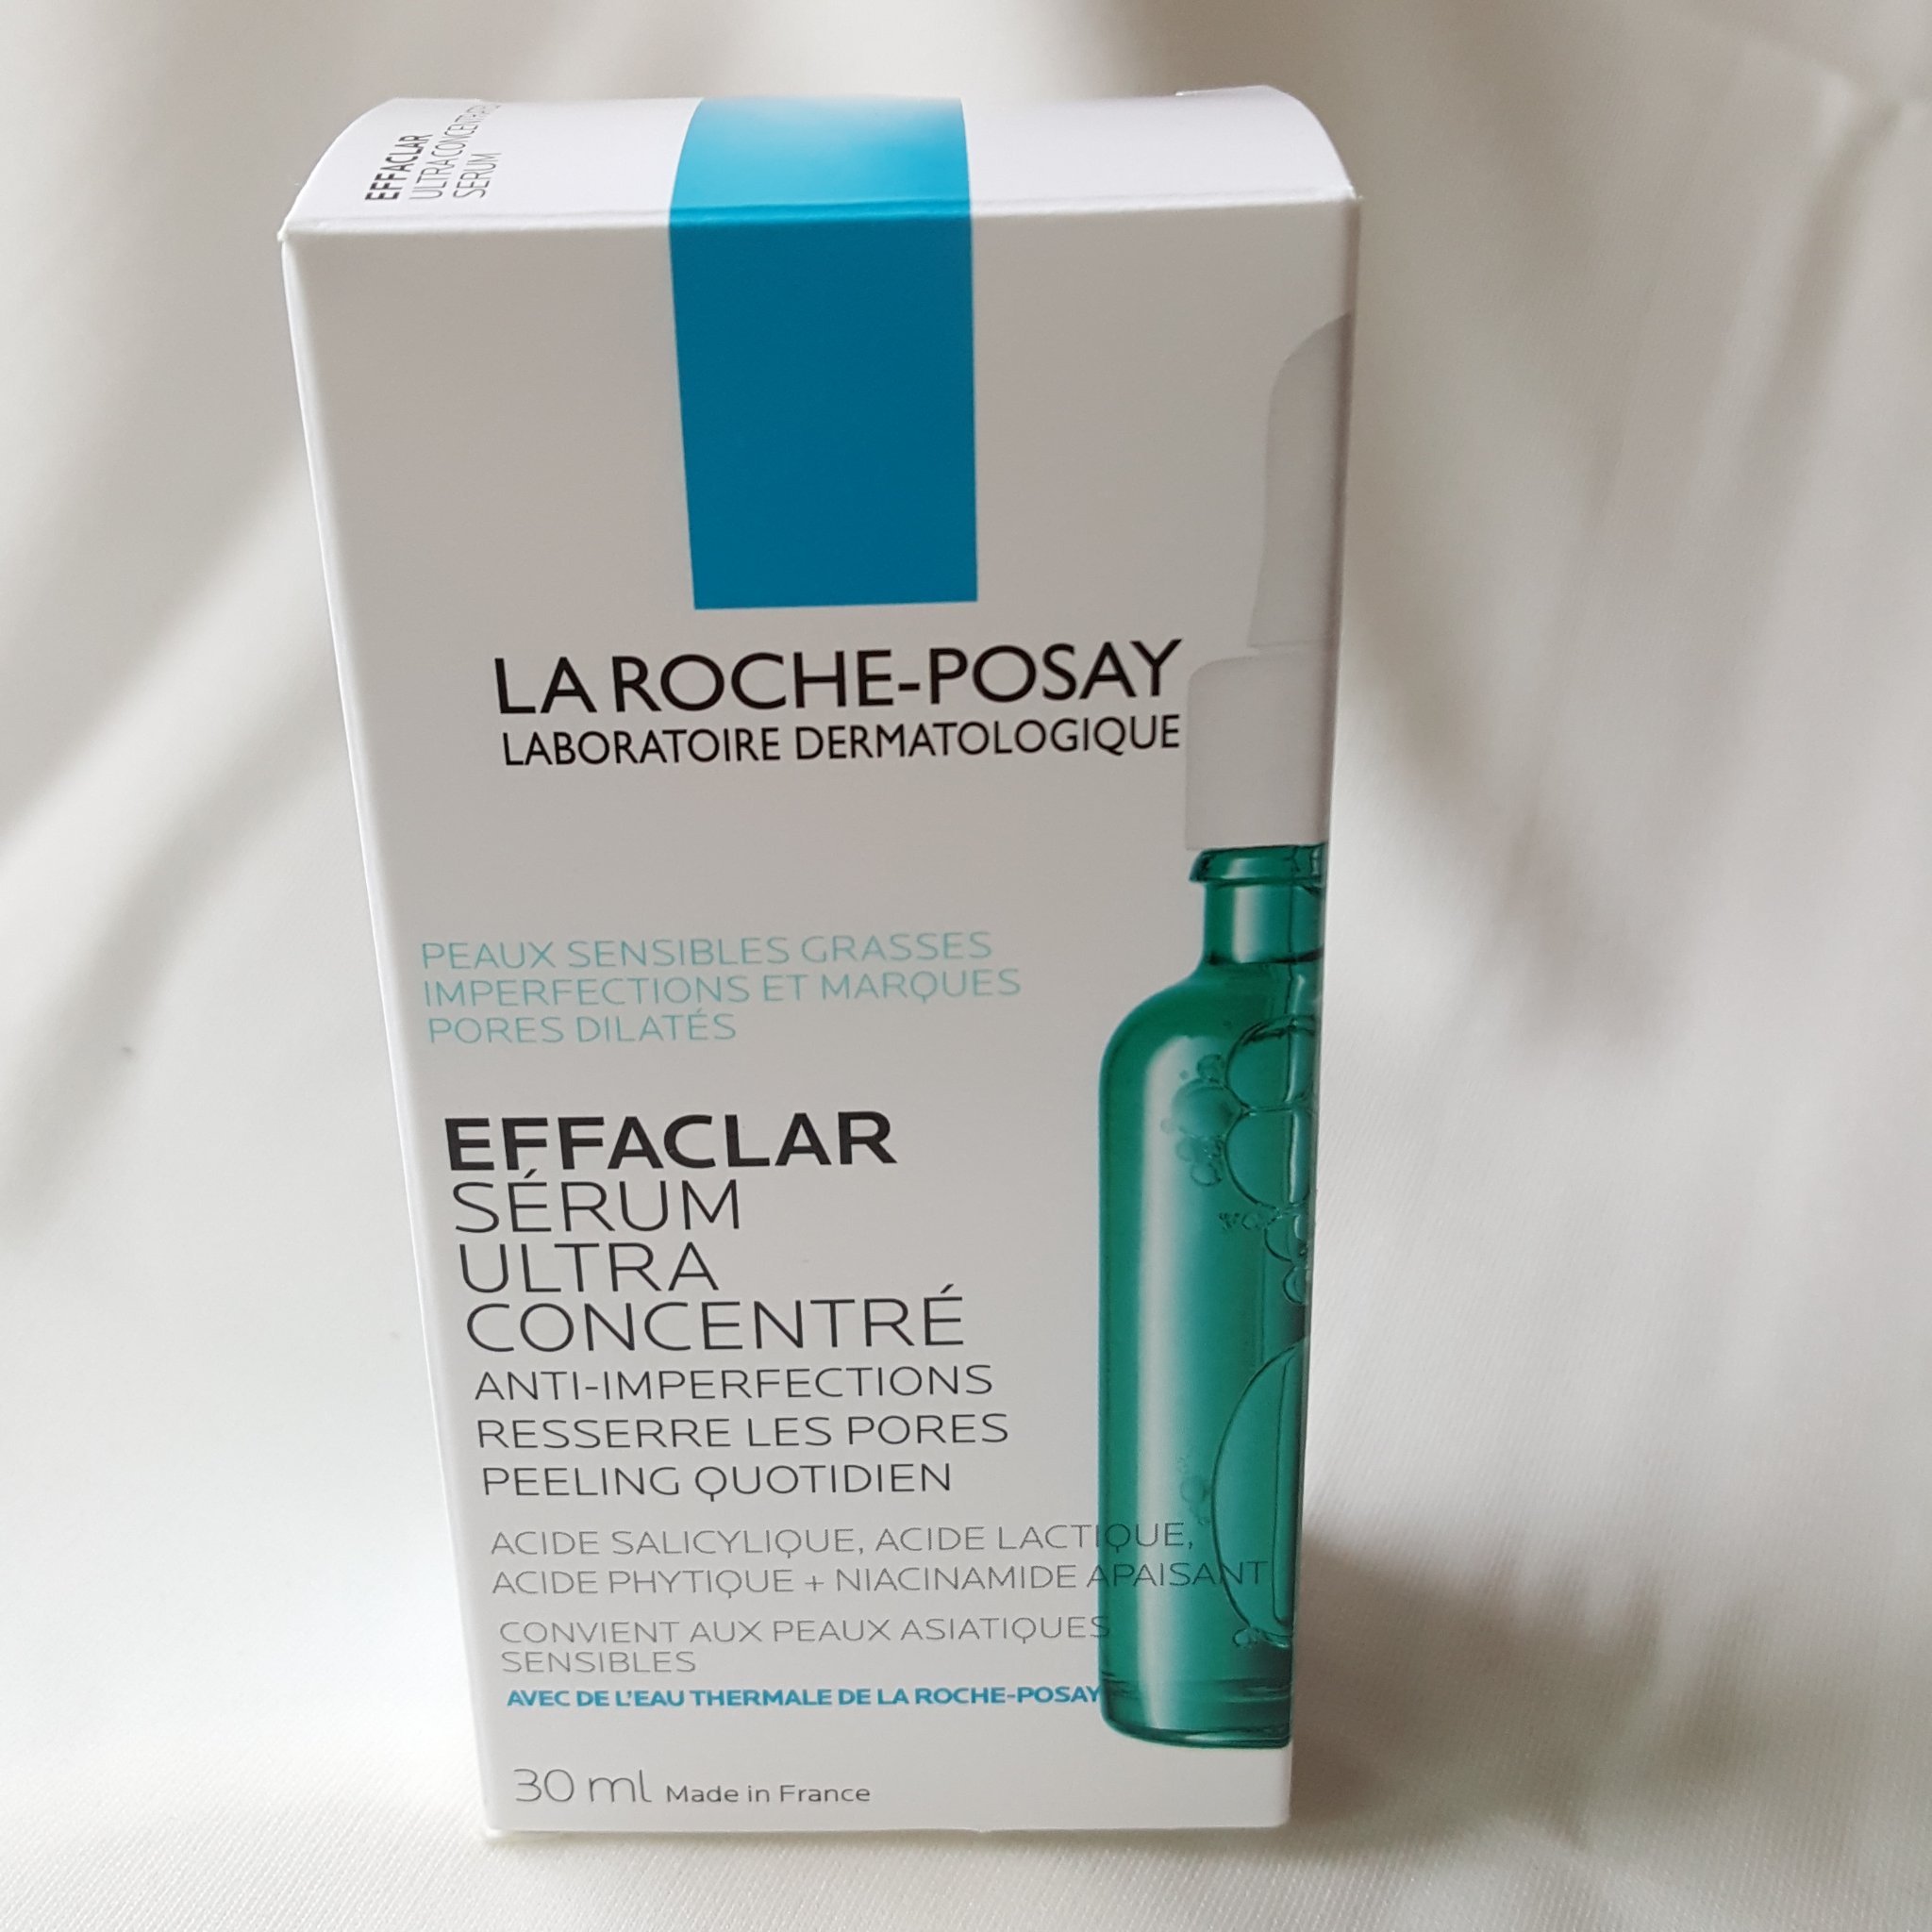 EFFACLAR
ULTRA CONCENTRATED
SERUM
LA ROCHE-POSAY
LABORATOIRE DERMATOLOGIQUE
PEAUX SENSIBLES GRASSES
IMPERFECTIONS ET MARQUES
PORES DILATÉS
EFFACLAR
SÉRUM
ULTRA
CONCENTRÉ
ANTI-IMPERFECTIONS
RESSERRE LES PORES
PEELING QUOTIDIEN
ACIDE SALICYLIQUE, ACIDE LACTIQUE,
ACIDE PHYTIQUE + NIACINAMIDE APAISANT
CONVIENT AUX PEAUX ASIATIQUES
SENSIBLES
AVEC DE L'EAU THERMALE DE LA ROCHE-POSAY
30 ml Made in France